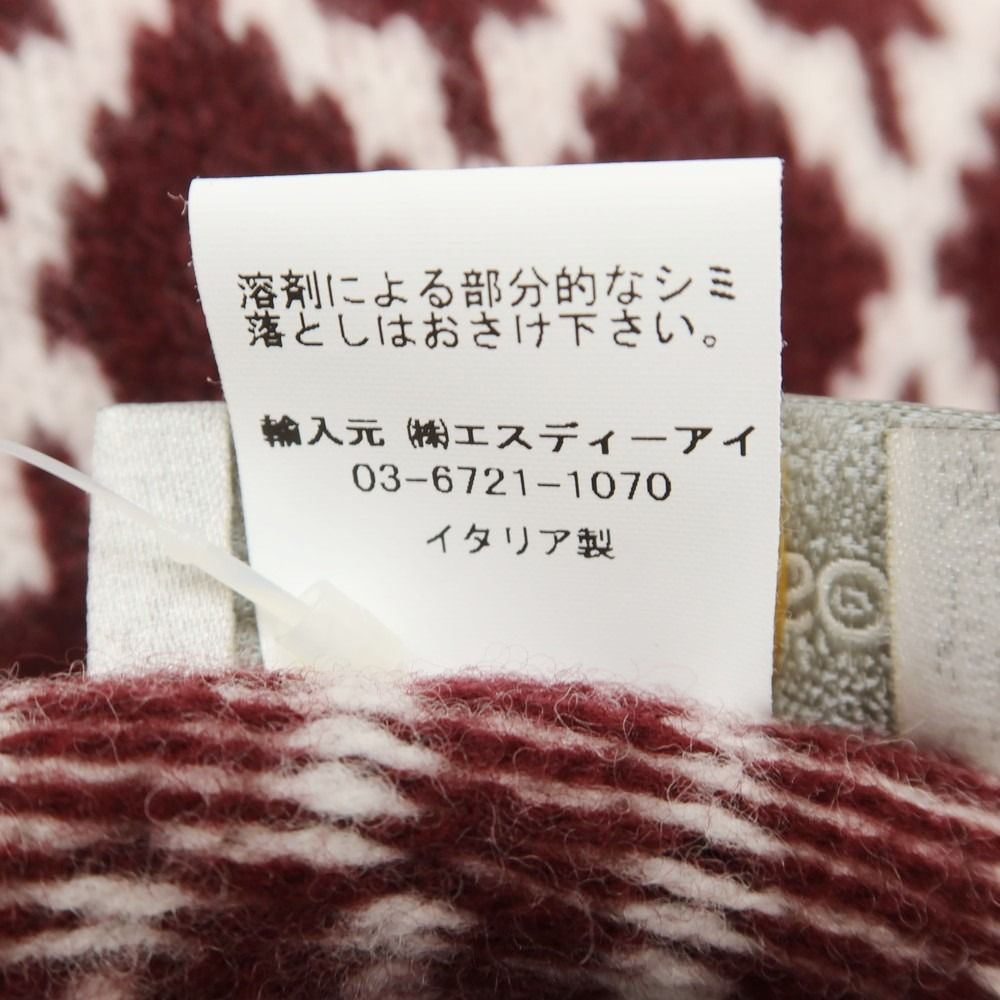 溶剤による部分的なシミ
落としはおさけ下さい。
輸入元 ㈱エスディーアイ
03-6721-1070
イタリア製